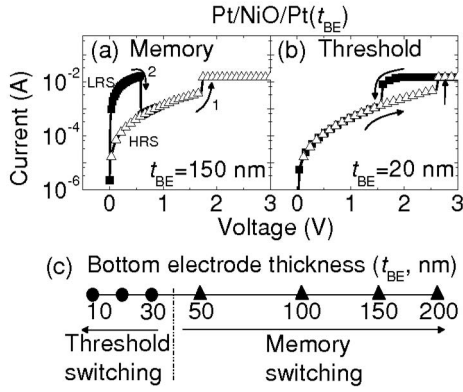 Pt/NiO/Pt(t_BE)
(a) Memory
(b) Threshold
Current (A)
10^-2
10^-4
10^-6
LRS
2
1
HRS
t_BE=150 nm
t_BE=20 nm
0 1 2 3
0 1 2 3
Voltage (V)
(c) Bottom electrode thickness (t_BE, nm)
10 30 50 100 150 200
Threshold switching
Memory switching